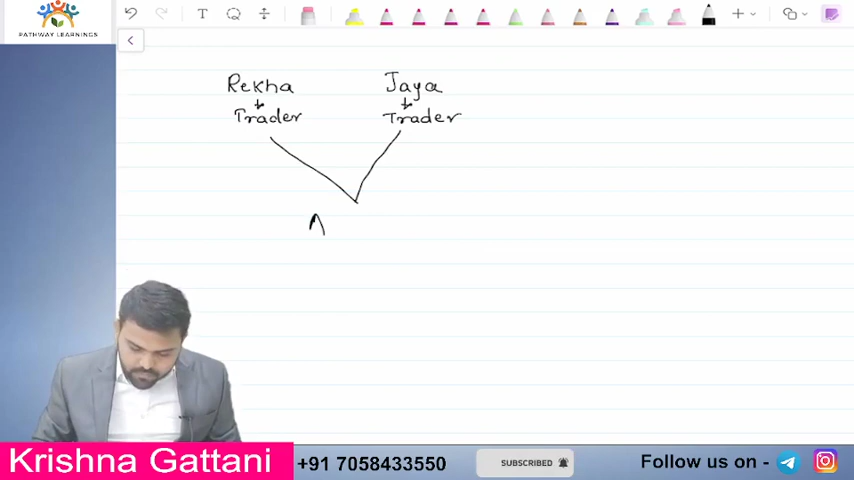 PATHWAY LEARNINGS
T
Rekha Jaya
Trader Trader
Krishna Gattani +91 7058433550 SUBSCRIBED Follow us on -